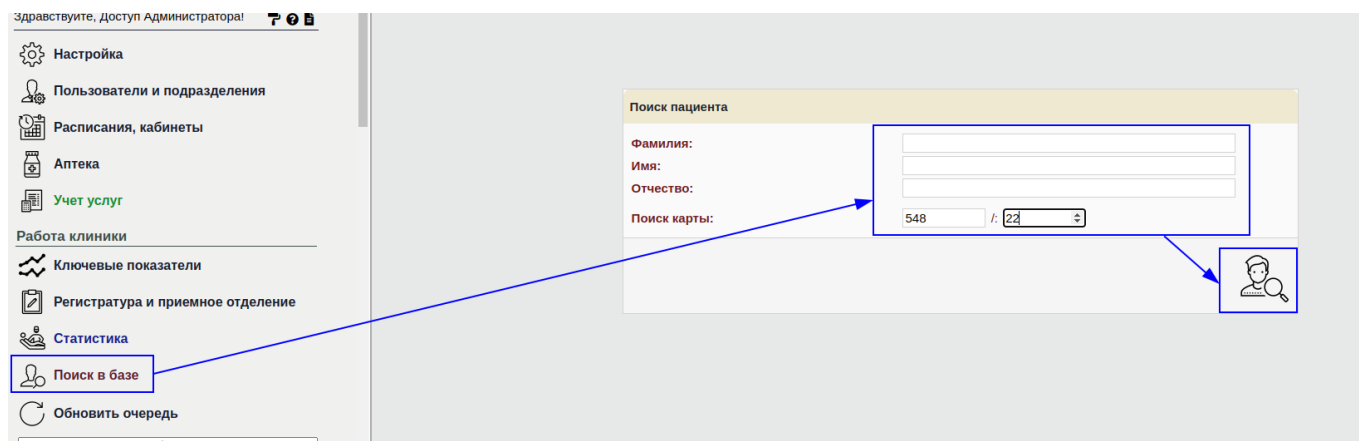 Здравствуйте, Доступ Администратора!
Настройка
Пользователи и подразделения
Расписания, кабинеты
Аптека
Учет услуг
Работа клиники
Ключевые показатели
Регистратура и приемное отделение
Статистика
Поиск в базе
Обновить очередь
Поиск пациента
Фамилия:
Имя:
Отчество:
Поиск карты: 548 /: 22